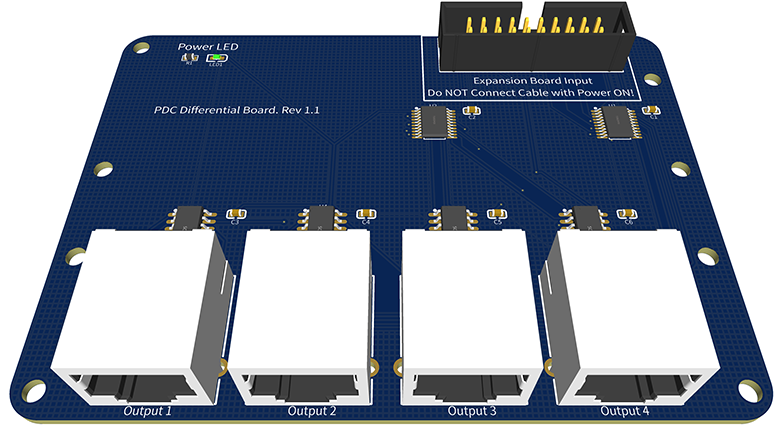 Power LED
R1
LED1
Expansion Board Input
Do NOT Connect Cable with Power ON!
PDC Differential Board. Rev 1.1
C2
C1
C3
C4
C5
C6
Output 1
Output 2
Output 3
Output 4